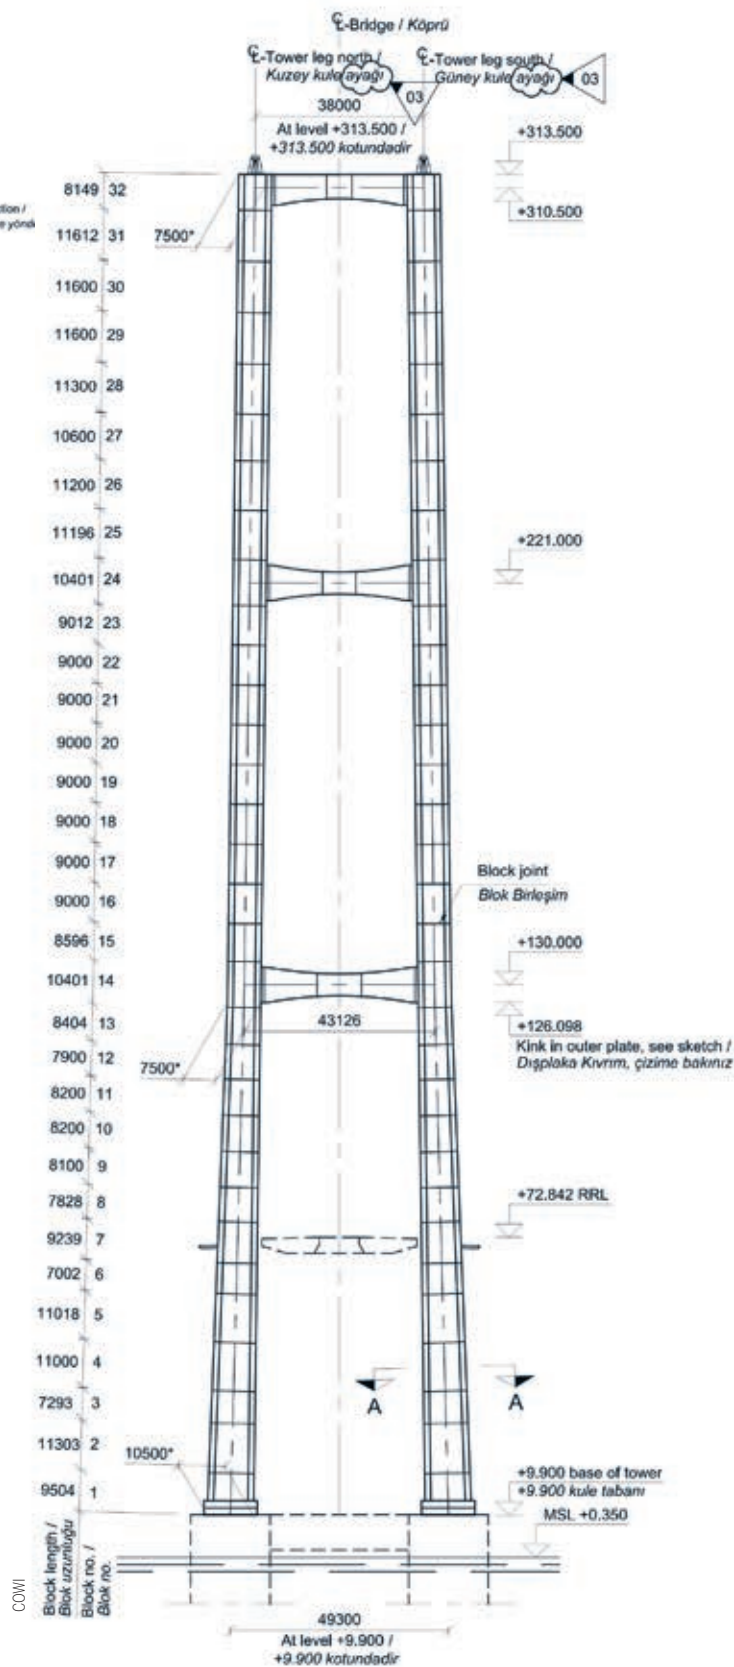 ℄-Bridge / Köprü
℄-Tower leg north /
Kuzey kule ayağı
℄-Tower leg south /
Güney kule ayağı
03
03
38000
At level +313.500 /
+313.500 kotundadir
+313.500
8149 32
+310.500
11612 31
7500*
11600 30
11600 29
11300 28
10600 27
11200 26
11196 25
+221.000
10401 24
9012 23
9000 22
9000 21
9000 20
9000 19
9000 18
9000 17
Block joint
Blok Birleşim
9000 16
8596 15
+130.000
10401 14
8404 13
43126
+126.098
Kink in outer plate, see sketch /
Dışplaka Kıvrım, çizime bakınız
7900 12
7500*
8200 11
8200 10
8100 9
7828 8
+72.842 RRL
9239 7
7002 6
11018 5
11000 4
7293 3
A
A
11303 2
10500*
9504 1
+9.900 base of tower
+9.900 kule tabanı
MSL +0.350
Block length /
Blok uzunluğu
Block no. /
Blok no.
COWI
49300
At level +9.900 /
+9.900 kotundadir